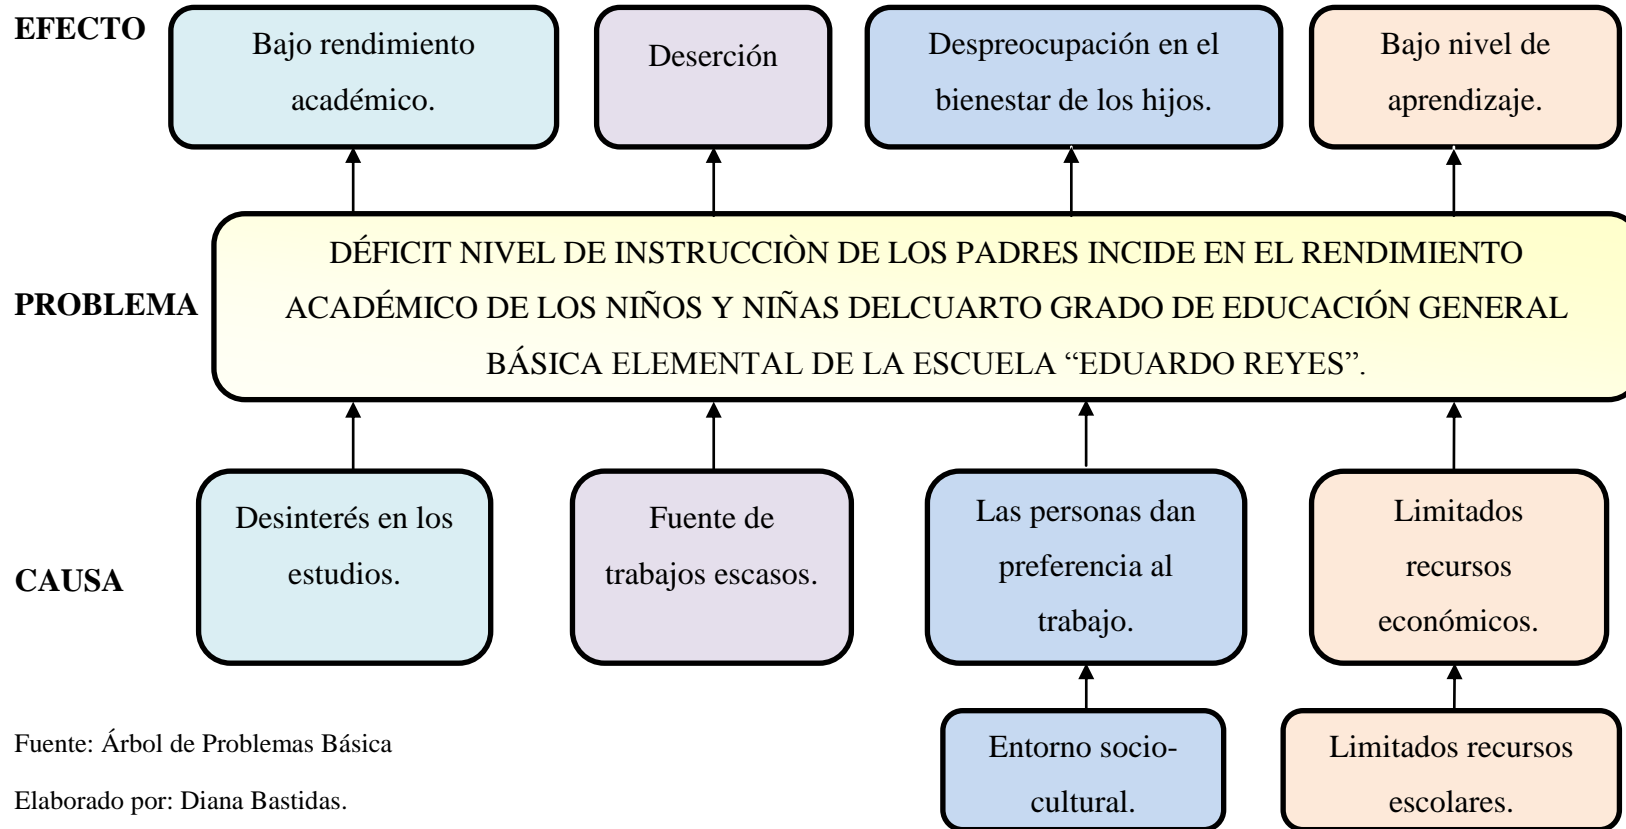 EFECTO
Bajo rendimiento
académico.
Deserción
Despreocupación en el
bienestar de los hijos.
Bajo nivel de
aprendizaje.
PROBLEMA
DÉFICIT NIVEL DE INSTRUCCIÒN DE LOS PADRES INCIDE EN EL RENDIMIENTO
ACADÉMICO DE LOS NIÑOS Y NIÑAS DELCUARTO GRADO DE EDUCACIÓN GENERAL
BÁSICA ELEMENTAL DE LA ESCUELA “EDUARDO REYES”.
CAUSA
Desinterés en los
estudios.
Fuente de
trabajos escasos.
Las personas dan
preferencia al
trabajo.
Limitados
recursos
económicos.
Entorno socio-
cultural.
Limitados recursos
escolares.
Fuente: Árbol de Problemas Básica
Elaborado por: Diana Bastidas.